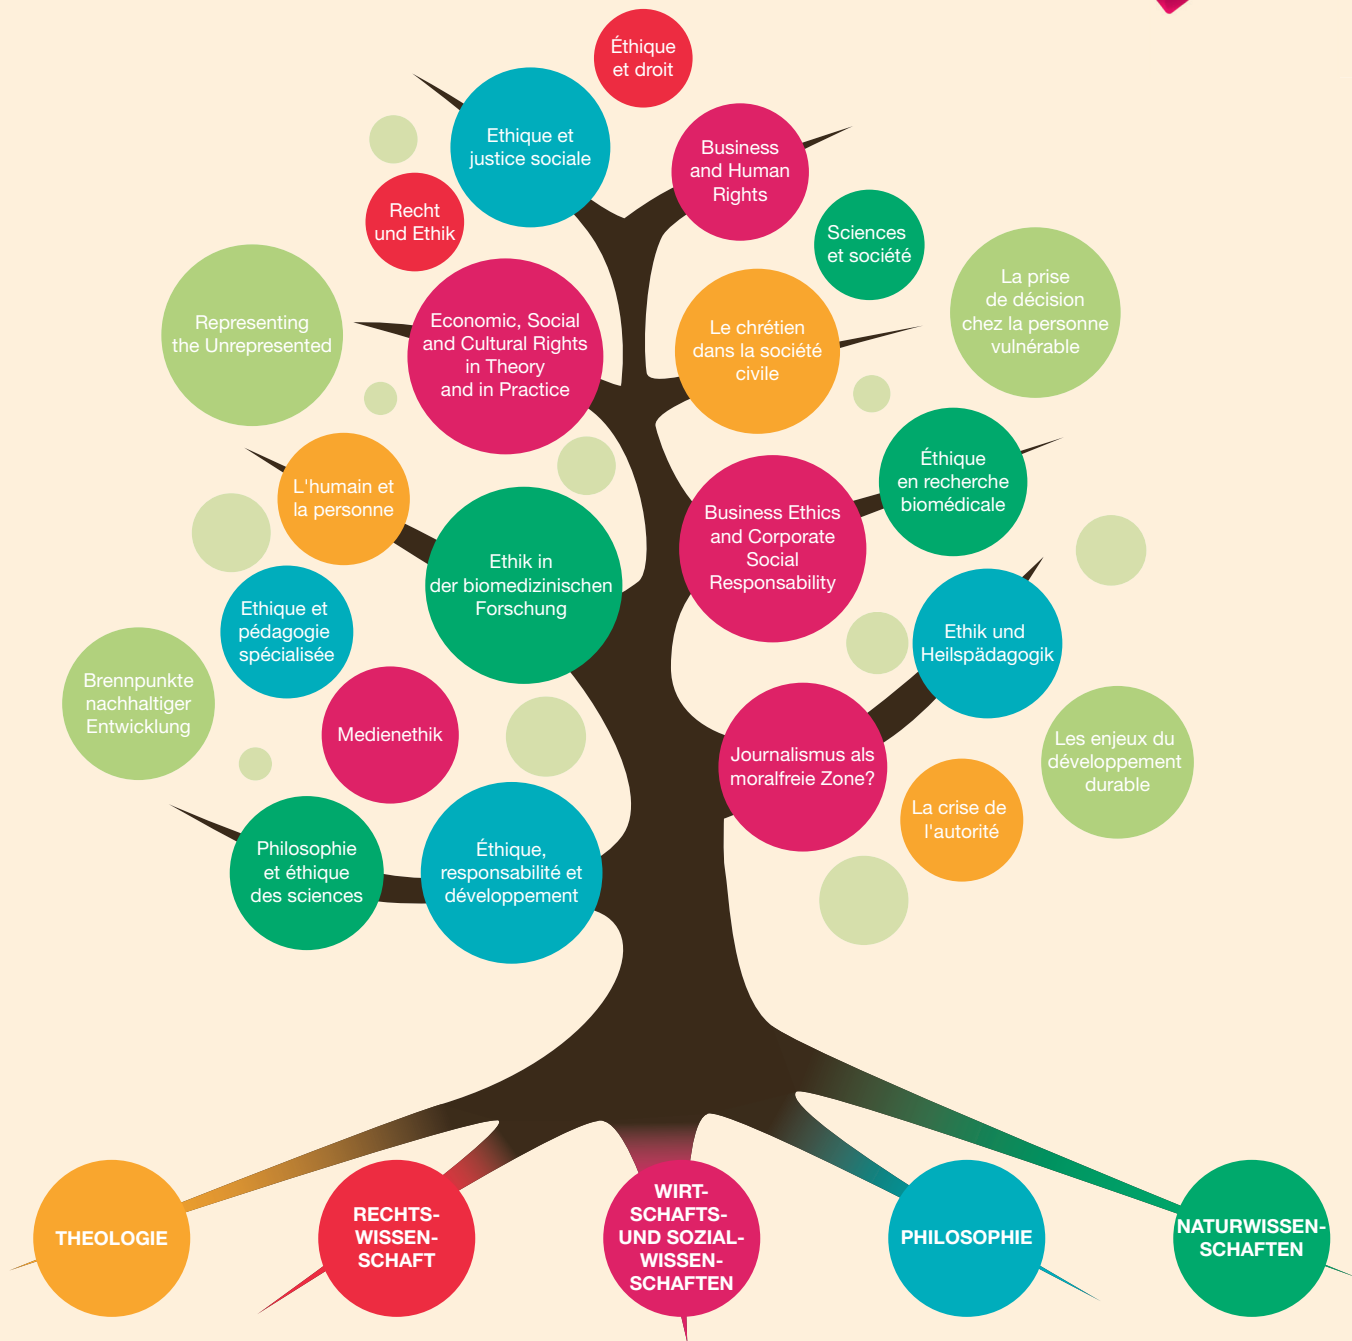 Éthique
et droit
Ethique et
justice sociale
Business
and Human
Rights
Recht
und Ethik
Sciences
et société
La prise
de décision
chez la personne
vulnérable
Representing
the Unrepresented
Economic, Social
and Cultural Rights
in Theory
and in Practice
Le chrétien
dans la société
civile
L'humain et
la personne
Éthique
en recherche
biomédicale
Business Ethics
and Corporate
Social
Responsability
Ethik in
der biomedizinischen
Forschung
Ethique et
pédagogie
spécialisée
Ethik und
Heilspädagogik
Brennpunkte
nachhaltiger
Entwicklung
Medienethik
Journalismus als
moralfreie Zone?
Les enjeux du
développement
durable
La crise de
l'autorité
Philosophie
et éthique
des sciences
Éthique,
responsabilité et
développement
THEOLOGIE
RECHTS-
WISSEN-
SCHAFT
WIRT-
SCHAFTS-
UND SOZIAL-
WISSEN-
SCHAFTEN
PHILOSOPHIE
NATURWISSEN-
SCHAFTEN